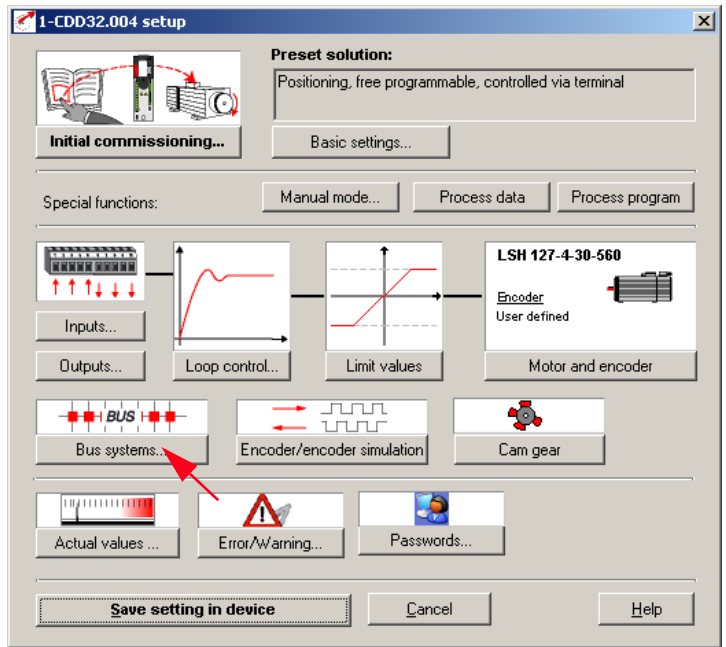 1-CDD32.004 setup
Preset solution:
Positioning, free programmable, controlled via terminal
Initial commissioning...
Basic settings...
Special functions:
Manual mode...
Process data
Process program
LSH 127-4-30-560
Encoder
User defined
Inputs...
Outputs...
Loop control...
Limit values
Motor and encoder
BUS
Bus systems...
Encoder/encoder simulation
Cam gear
Actual values ...
Error/Warning...
Passwords...
Save setting in device
Cancel
Help